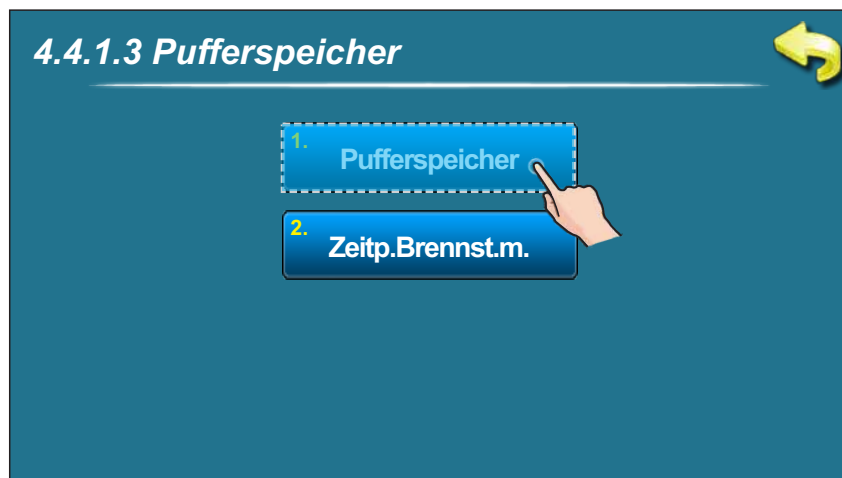 4.4.1.3 Pufferspeicher
1.
Pufferspeicher
2.
Zeitp.Brennst.m.